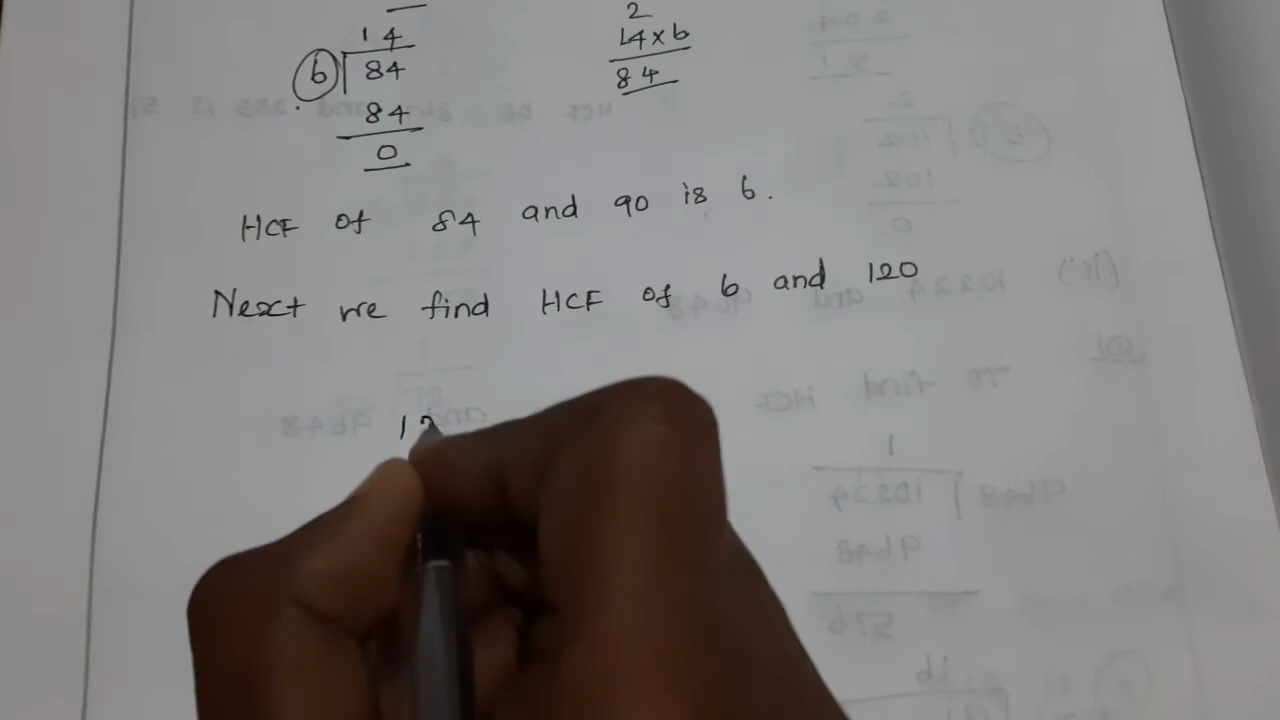 14
6 84
84
0
2
14 x 6
84
HCF of 84 and 90 is 6.
Next we find HCF of 6 and 120
12